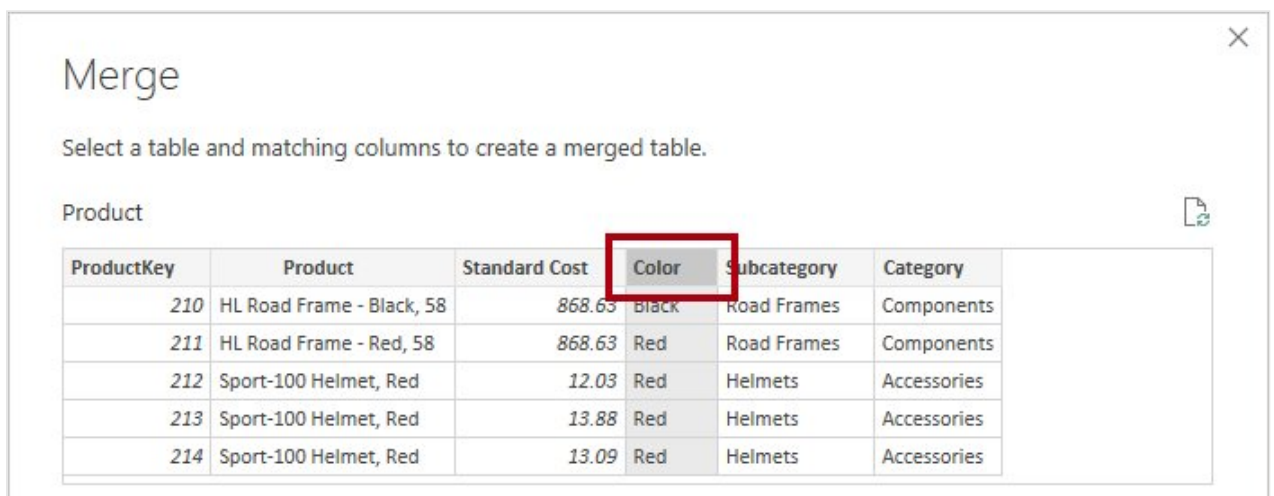 Merge
Select a table and matching columns to create a merged table.
Product
ProductKey Product Standard Cost Color Subcategory Category
210 HL Road Frame - Black, 58 868.63 Black Road Frames Components
211 HL Road Frame - Red, 58 868.63 Red Road Frames Components
212 Sport-100 Helmet, Red 12.03 Red Helmets Accessories
213 Sport-100 Helmet, Red 13.88 Red Helmets Accessories
214 Sport-100 Helmet, Red 13.09 Red Helmets Accessories